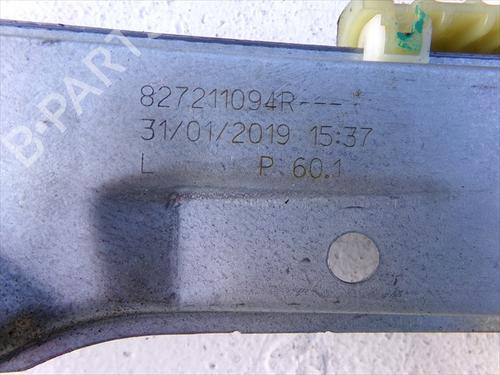 B-PARTS
827211094R----
31/01/2019 15:37
L P 60.1